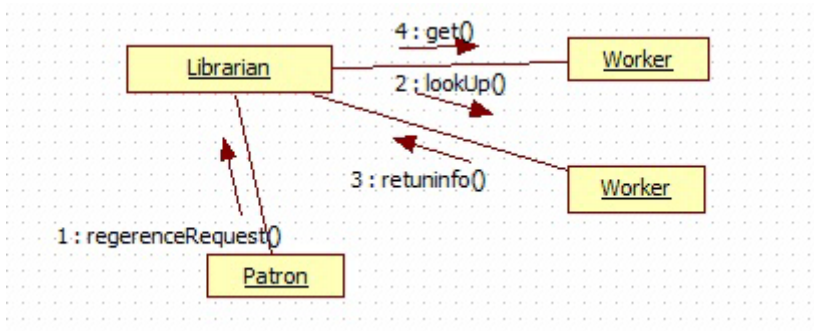 4 : get()
Librarian
Worker
2 : lookUp()
3 : retuninfo()
Worker
1 : regerenceRequest()
Patron